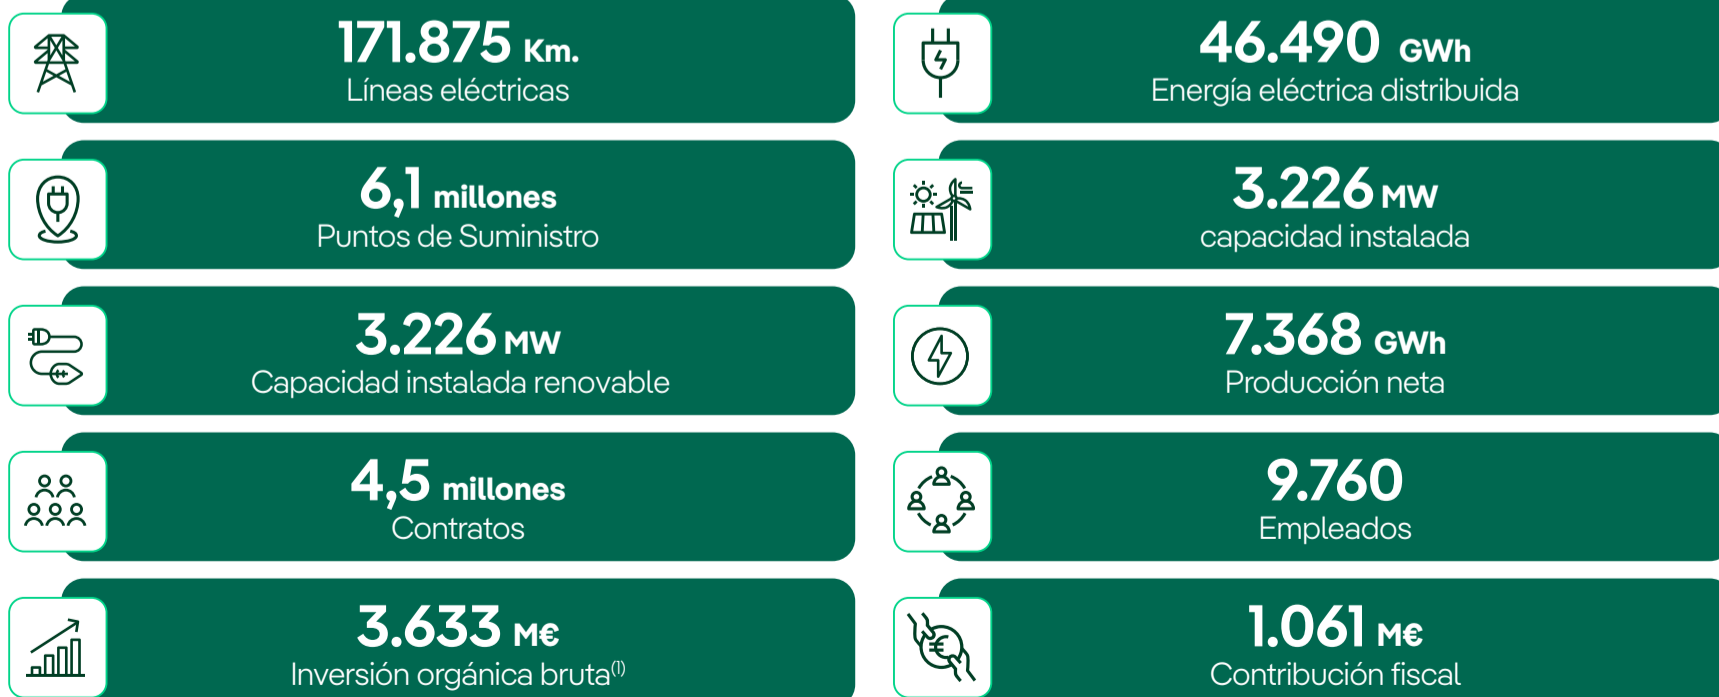 171.875 Km.
Líneas eléctricas
46.490 GWh
Energía eléctrica distribuida
6,1 millones
Puntos de Suministro
3.226 MW
capacidad instalada
3.226 MW
Capacidad instalada renovable
7.368 GWh
Producción neta
4,5 millones
Contratos
9.760
Empleados
3.633 M€
Inversión orgánica bruta(1)
1.061 M€
Contribución fiscal